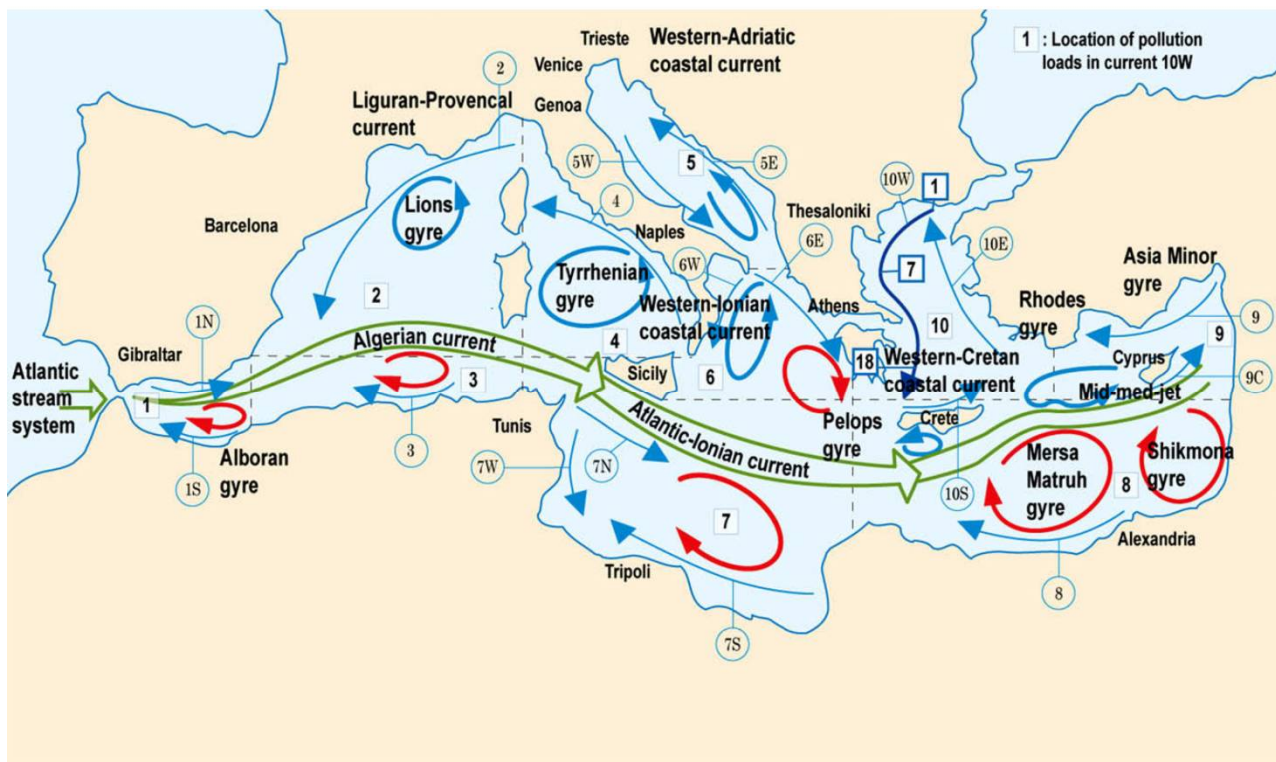 Trieste
Western-Adriatic
coastal current
1 : Location of pollution
loads in current 10W
Venice
2
Genoa
Liguran-Provencal
current
5W
5
5E
10W
1
Lions
gyre
4
Thesaloniki
Barcelona
Naples
6E
10E
Asia Minor
gyre
6W
7
Tyrrhenian
gyre
Western-Ionian
coastal current
Athens
Rhodes
gyre
2
1N
10
9
9
Gibraltar
Algerian current
4
18
Western-Cretan
coastal current
Cyprus
Atlantic
stream
system
Sicily
6
9C
3
Mid-med-jet
1
Tunis
Atlantic-Ionian current
Pelops
gyre
Crete
Alboran
gyre
3
7W
7N
Mersa
Matruh
gyre
Shikmona
gyre
1S
10S
8
7
Alexandria
Tripoli
8
7S